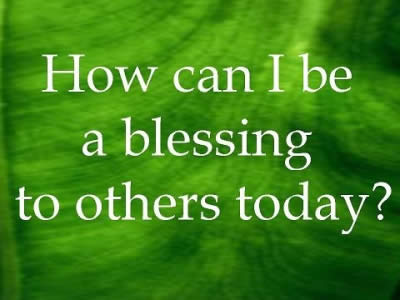 How can I be
a blessing
to others today?